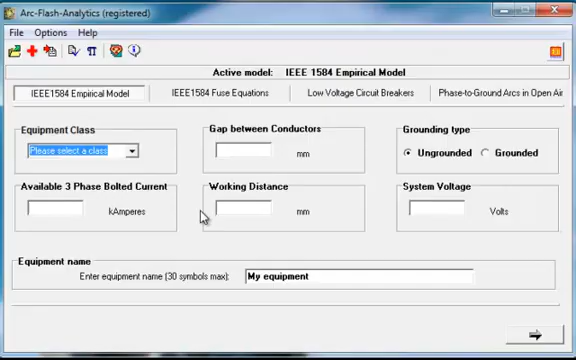 Arc-Flash-Analytics (registered)
File Options Help
Active model: IEEE 1584 Empirical Model
IEEE1584 Empirical Model IEEE1584 Fuse Equations Low Voltage Circuit Breakers Phase-to-Ground Arcs in Open Air
Equipment Class Gap between Conductors Grounding type
Please select a class mm Ungrounded Grounded
Available 3 Phase Bolted Current Working Distance System Voltage
kAmperes mm Volts
Equipment name
Enter equipment name (30 symbols max): My equipment